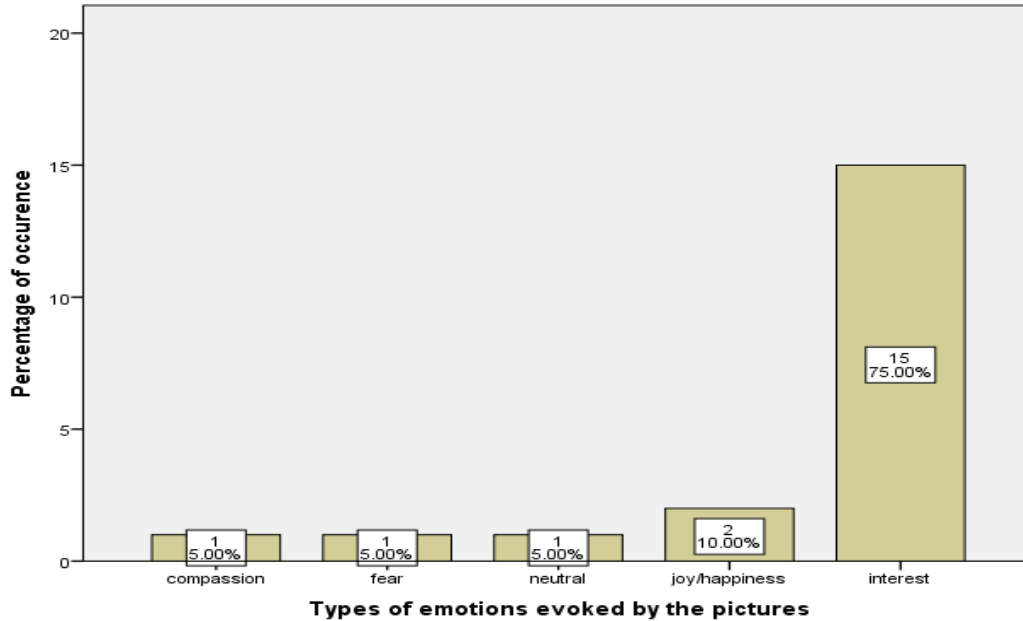 20
15
10
5
0
Percentage of occurence
1
5.00%
1
5.00%
1
5.00%
2
10.00%
15
75.00%
compassion
fear
neutral
joy/happiness
interest
Types of emotions evoked by the pictures